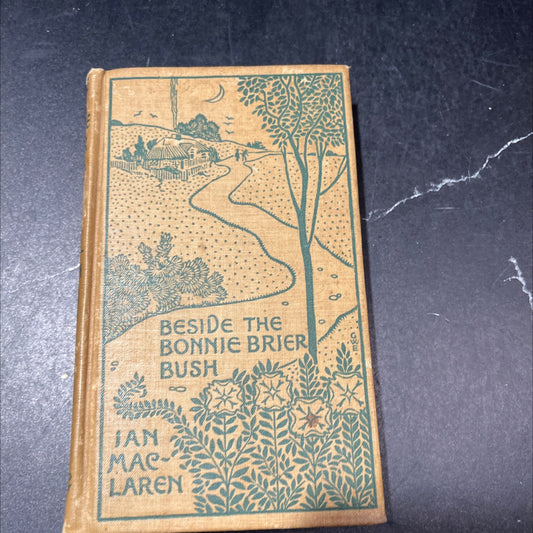 BESIDE THE
BONNIE BRIER
BUSH
IAN
MAC-
LAREN